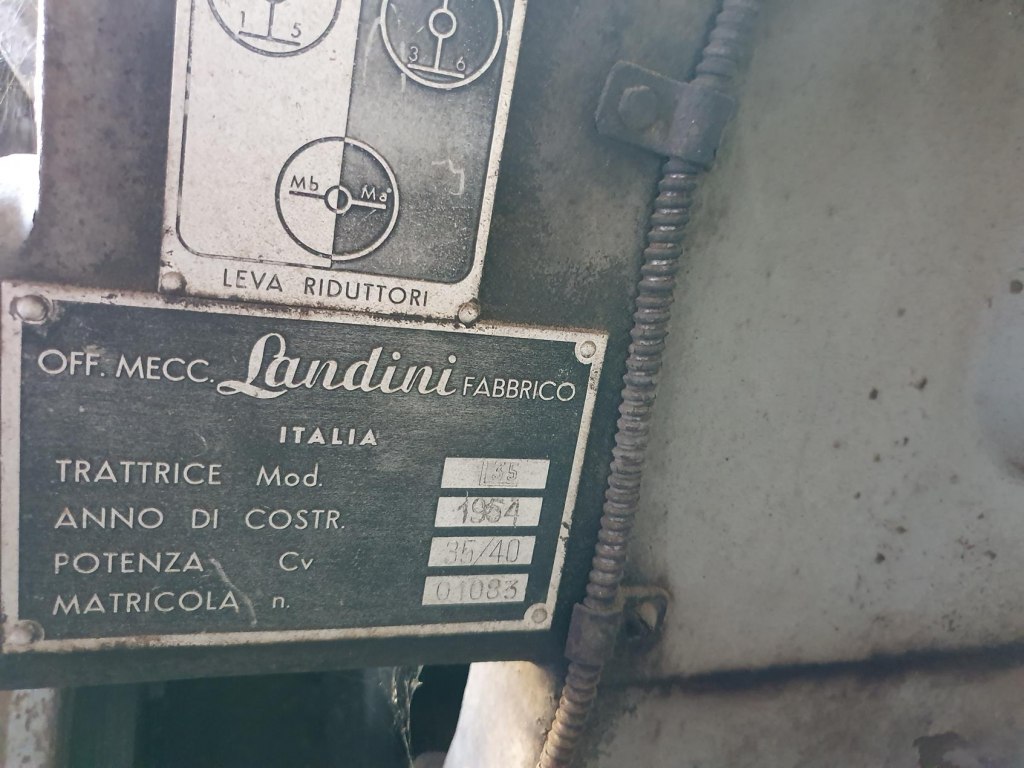 1 5
3 6
Mb Ma
LEVA RIDUTTORI
OFF. MECC. Landini FABBRICO
ITALIA
TRATTRICE Mod. L35
ANNO DI COSTR. 1954
POTENZA Cv 35/40
MATRICOLA n. 01083